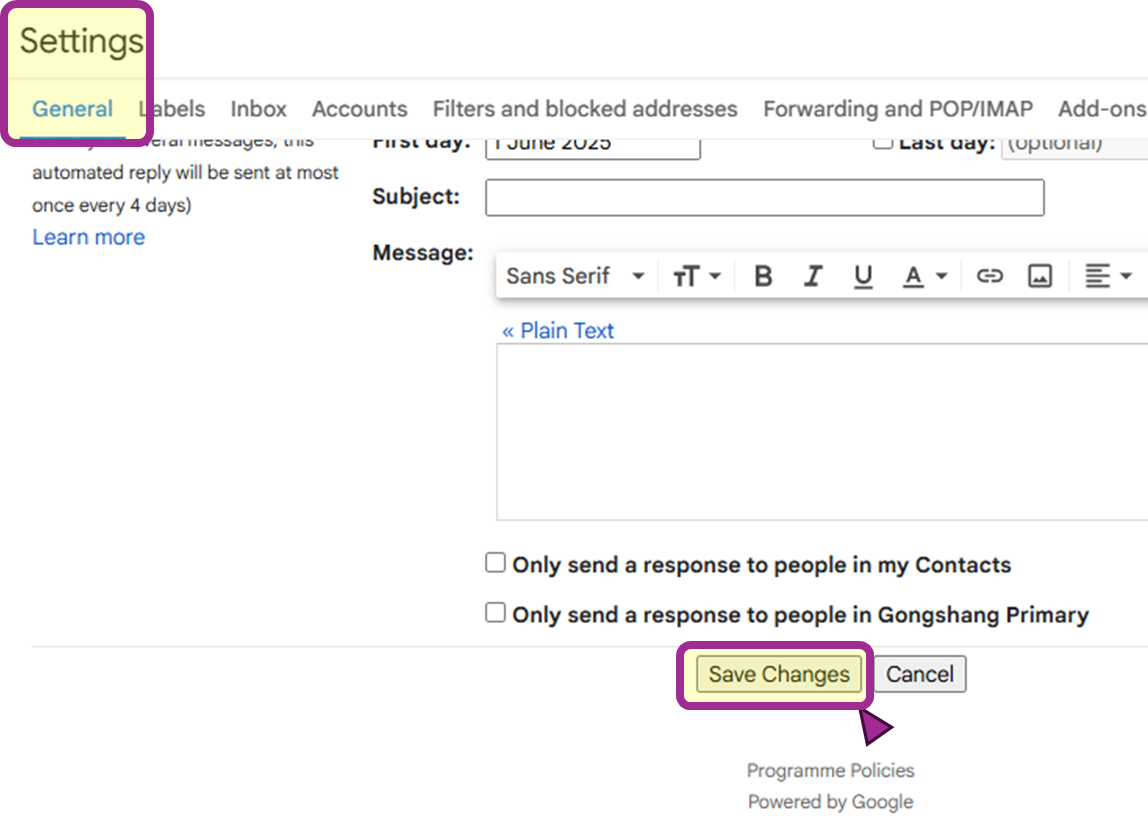 Settings
General Labels Inbox Accounts Filters and blocked addresses Forwarding and POP/IMAP Add-ons
several messages, this
First day: 1 June 2025 Last day: (optional)
automated reply will be sent at most
once every 4 days)
Learn more
Subject:
Message:
Sans Serif
B I U A
« Plain Text
Only send a response to people in my Contacts
Only send a response to people in Gongshang Primary
Save Changes Cancel
Programme Policies
Powered by Google